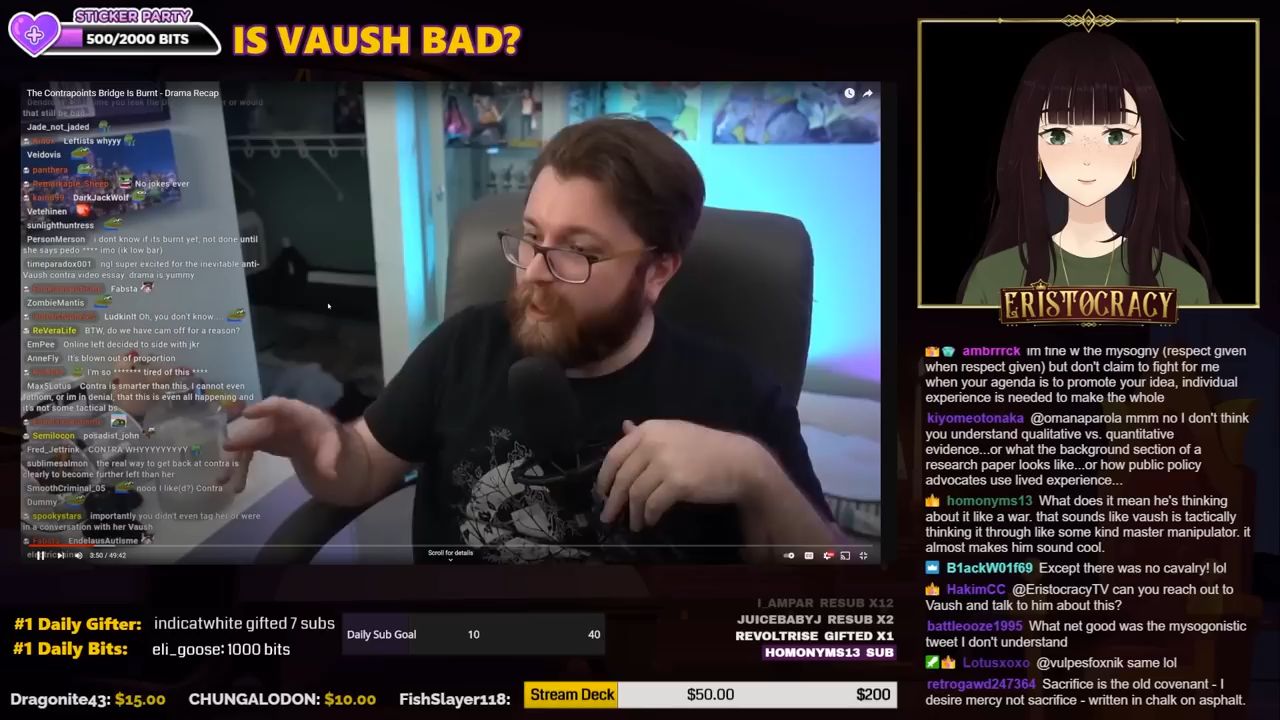 STICKER PARTY
500/2000 BITS
IS VAUSH BAD?
The Contrapoints Bridge Is Burnt - Drama Recap
that still be bad
Jade_not_jaded
Leftists whyyy
Veidovis
panthera
Remarkable_Sheep No jokes ever
DarkJackWolf
Vetehinen
sunlighthuntress
PersonMerson i dont know if its burnt yet, not done until
she says pedo **** imo (ik low bar)
timeparadox001 ngl super excited for the inevitable anti-
Vaush contra video essay. drama is yummy
Fabsta
ZombieMantis
LudkinIt Oh, you don't know....
ReVeraLife BTW, do we have cam off for a reason?
EmPee Online left decided to side with jkr
AnneFly It's blown out of proportion
I'm so ******* tired of this ****
Max5Lotus Contra is smarter than this, I cannot even
fathom, or im in denial, that this is even all happening and
it's not some tactical bs
Semilocon posadist_john
Fred_Jettrink CONTRA WHYYYYYYYYY
sublimesalmon the real way to get back at contra is
clearly to become further left than her
SmoothCriminal_05 nooo I like(d?) Contra
Dummy
spookystars importantly you didn't even tag her or were
in a conversation with her Vaush
Fabsta EndelausAutisme
3:50 / 49:42
Scroll for details
ERISTOCRACY
ambrrrck im fine w the mysogny (respect given
when respect given) but don't claim to fight for me
when your agenda is to promote your idea, individual
experience is needed to make the whole
kiyomeotonaka @omanaparola mmm no I don't think
you understand qualitative vs. quantitative
evidence...or what the background section of a
research paper looks like...or how public policy
advocates use lived experience...
homonyms13 What does it mean he's thinking
about it like a war. that sounds like vaush is tactically
thinking it through like some kind master manipulator. it
almost makes him sound cool.
B1ackW01f69 Except there was no cavalry! lol
HakimCC @EristocracyTV can you reach out to
Vaush and talk to him about this?
battleooze1995 What net good was the mysogonistic
tweet I don't understand
Lotusxoxo @vulpesfoxnik same lol
retrogawd247364 Sacrifice is the old covenant - I
desire mercy not sacrifice - written in chalk on asphalt.
#1 Daily Gifter: indicatwhite gifted 7 subs
#1 Daily Bits: eli_goose: 1000 bits
Daily Sub Goal 10 40
I_AMPAR RESUB X12
JUICEBABYJ RESUB X2
REVOLTRISE GIFTED X1
HOMONYMS13 SUB
Dragonite43: $15.00 CHUNGALODON: $10.00 FishSlayer118:
Stream Deck $50.00 $200